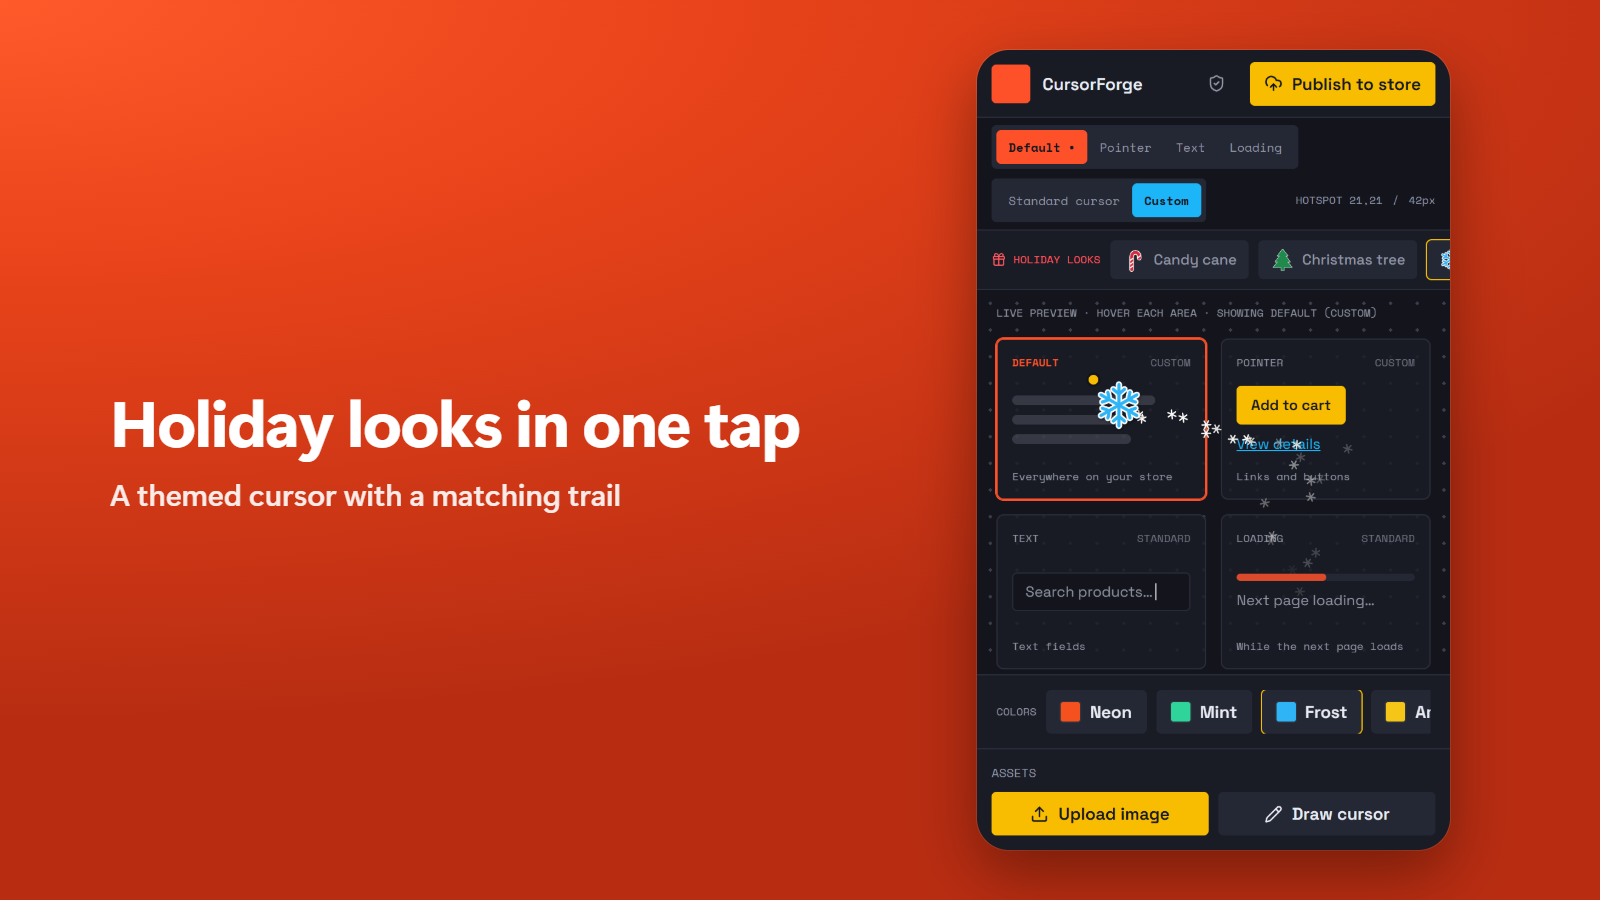 Holiday looks in one tap
A themed cursor with a matching trail
CursorForge
Publish to store
Default • Pointer Text Loading
Standard cursor Custom
HOTSPOT 21,21 / 42px
HOLIDAY LOOKS
Candy cane
Christmas tree
LIVE PREVIEW · HOVER EACH AREA · SHOWING DEFAULT (CUSTOM)
DEFAULT CUSTOM
Everywhere on your store
POINTER CUSTOM
Add to cart
View details
Links and buttons
TEXT STANDARD
Search products...
Text fields
LOADING STANDARD
Next page loading...
While the next page loads
COLORS Neon Mint Frost
ASSETS
Upload image
Draw cursor